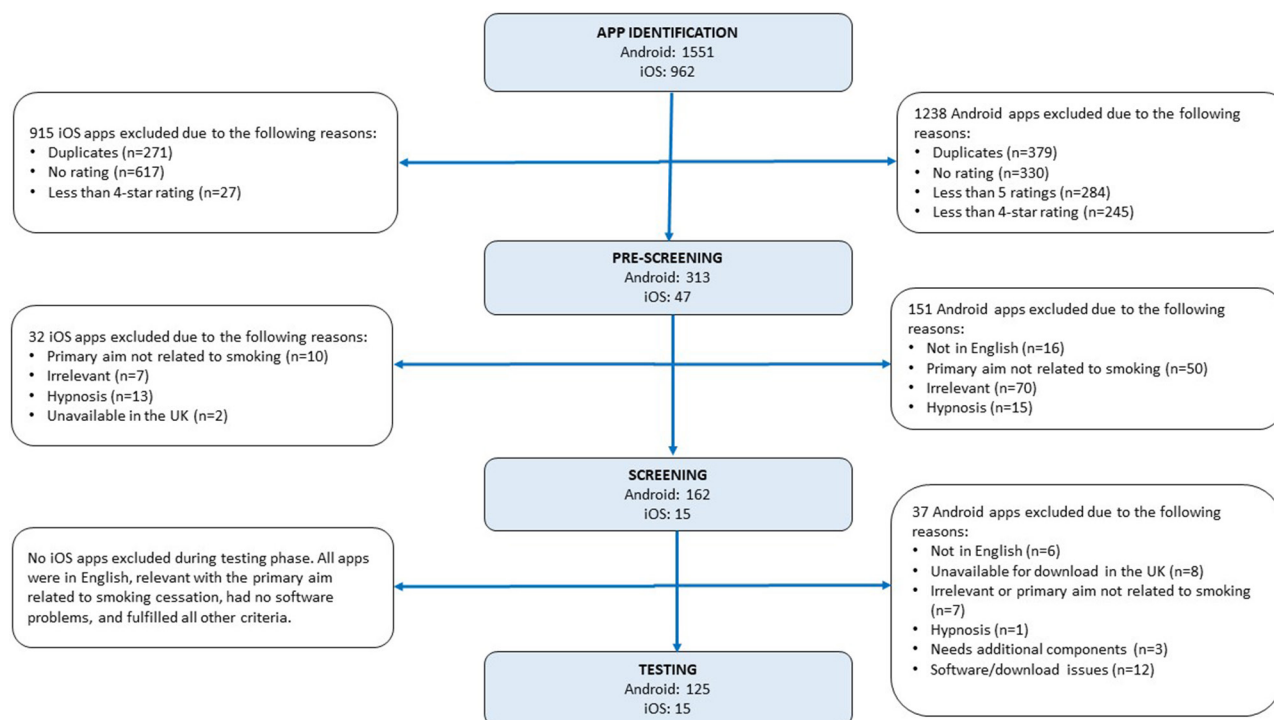 APP IDENTIFICATION
Android: 1551
iOS: 962
915 iOS apps excluded due to the following reasons:
• Duplicates (n=271)
• No rating (n=617)
• Less than 4-star rating (n=27)
1238 Android apps excluded due to the following
reasons:
• Duplicates (n=379)
• No rating (n=330)
• Less than 5 ratings (n=284)
• Less than 4-star rating (n=245)
PRE-SCREENING
Android: 313
iOS: 47
32 iOS apps excluded due to the following reasons:
• Primary aim not related to smoking (n=10)
• Irrelevant (n=7)
• Hypnosis (n=13)
• Unavailable in the UK (n=2)
151 Android apps excluded due to the following
reasons:
• Not in English (n=16)
• Primary aim not related to smoking (n=50)
• Irrelevant (n=70)
• Hypnosis (n=15)
SCREENING
Android: 162
iOS: 15
No iOS apps excluded during testing phase. All apps
were in English, relevant with the primary aim
related to smoking cessation, had no software
problems, and fulfilled all other criteria.
37 Android apps excluded due to the following
reasons:
• Not in English (n=6)
• Unavailable for download in the UK (n=8)
• Irrelevant or primary aim not related to smoking
(n=7)
• Hypnosis (n=1)
• Needs additional components (n=3)
• Software/download issues (n=12)
TESTING
Android: 125
iOS: 15